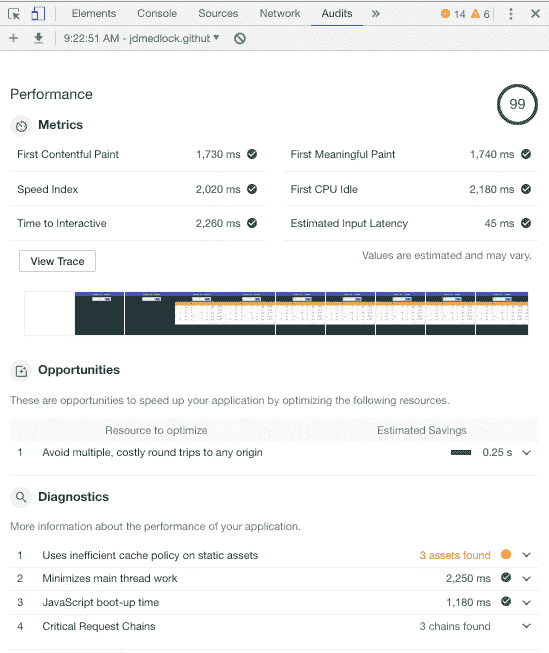 Elements Console Sources Network Audits » 14 6
9:22:51 AM - jdmedlock.githut
Performance
99
Metrics
First Contentful Paint 1,730 ms First Meaningful Paint 1,740 ms
Speed Index 2,020 ms First CPU Idle 2,180 ms
Time to Interactive 2,260 ms Estimated Input Latency 45 ms
View Trace Values are estimated and may vary.
Opportunities
These are opportunities to speed up your application by optimizing the following resources.
Resource to optimize Estimated Savings
1 Avoid multiple, costly round trips to any origin 0.25 s
Diagnostics
More information about the performance of your application.
1 Uses inefficient cache policy on static assets 3 assets found
2 Minimizes main thread work 2,250 ms
3 JavaScript boot-up time 1,180 ms
4 Critical Request Chains 3 chains found